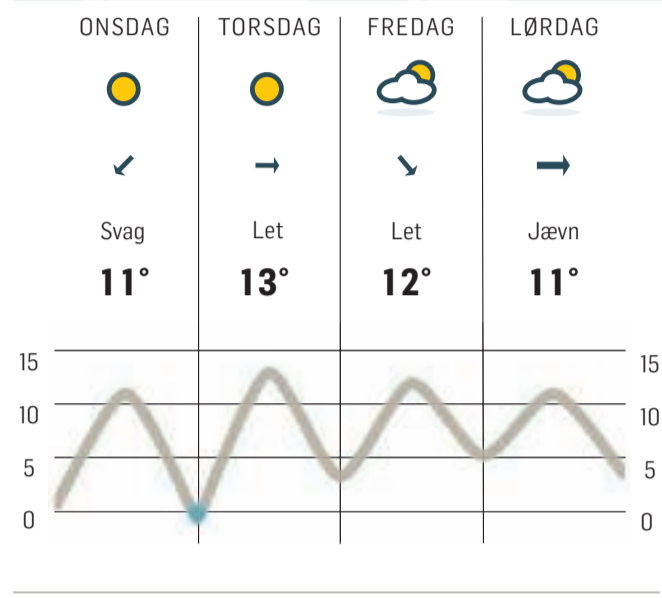 ONSDAG TORSDAG FREDAG LØRDAG
Svag Let Let Jævn
11° 13° 12° 11°
15 15
10 10
5 5
0 0